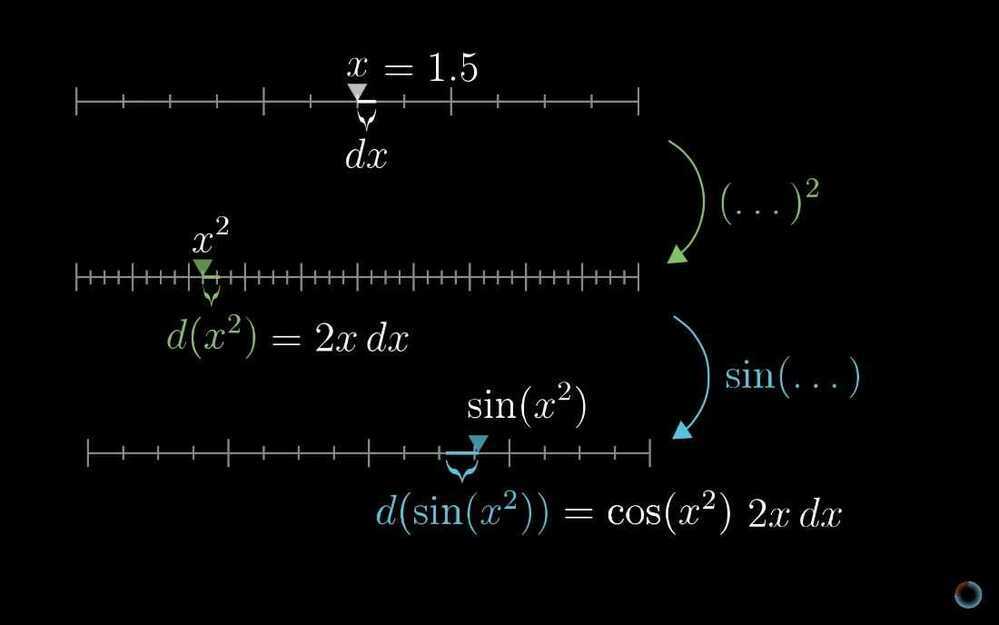 x = 1.5
dx
(...)²
x²
d(x²) = 2x dx
sin(...)
sin(x²)
d(sin(x²)) = cos(x²) 2x dx